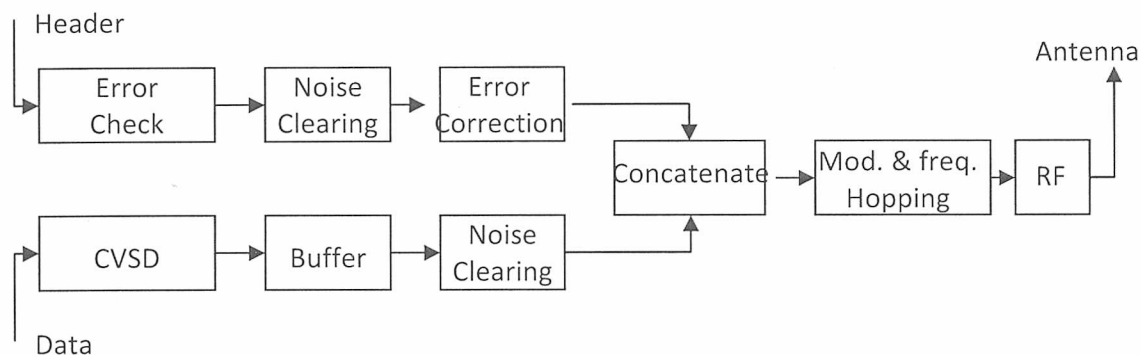 Header
Antenna
Error
Check
Noise
Clearing
Error
Correction
Concatenate
Mod. & freq.
Hopping
RF
CVSD
Buffer
Noise
Clearing
Data